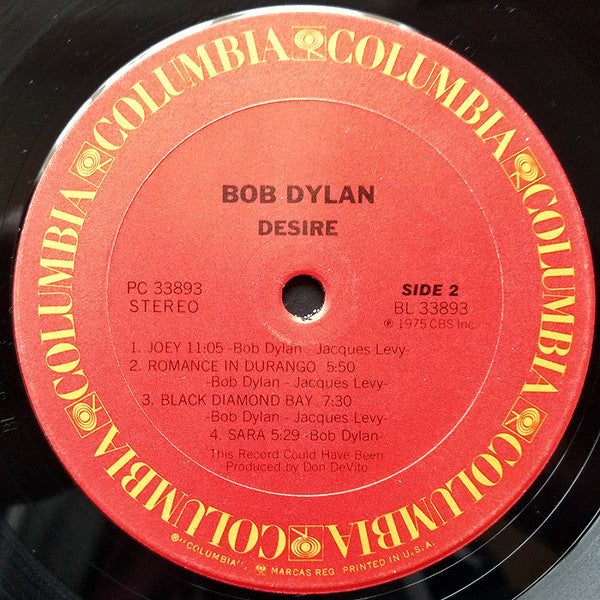 COLUMBIA COLUMBIA COLUMBIA COLUMBIA COLUMBIA COLUMBIA
BOB DYLAN
DESIRE
PC 33893
STEREO
SIDE 2
BL 33893
℗ 1975 CBS Inc.
1. JOEY 11:05 -Bob Dylan - Jacques Levy-
2. ROMANCE IN DURANGO 5:50
-Bob Dylan - Jacques Levy-
3. BLACK DIAMOND BAY 7:30
-Bob Dylan - Jacques Levy-
4. SARA 5:29 -Bob Dylan-
This Record Could Have Been
Produced by Don DeVito
®"COLUMBIA", MARCAS REG. PRINTED IN U.S.A.